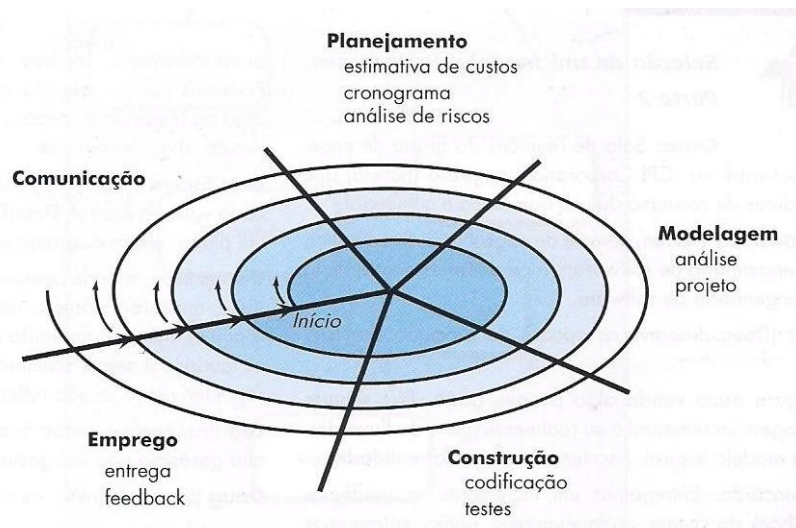 Planejamento
estimativa de custos
cronograma
análise de riscos
Comunicação
Modelagem
análise
projeto
Início
Emprego
entrega
feedback
Construção
codificação
testes